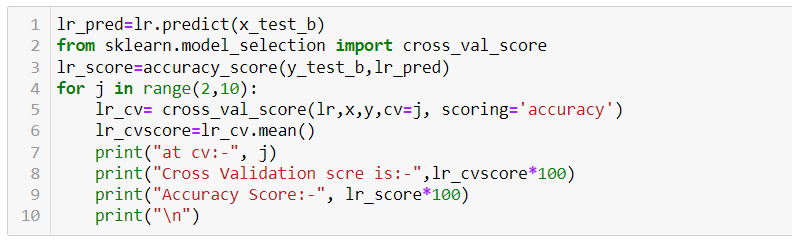 1 lr_pred=lr.predict(x_test_b)
2 from sklearn.model_selection import cross_val_score
3 lr_score=accuracy_score(y_test_b,lr_pred)
4 for j in range(2,10):
5     lr_cv= cross_val_score(lr,x,y,cv=j, scoring='accuracy')
6     lr_cvscore=lr_cv.mean()
7     print("at cv:-", j)
8     print("Cross Validation scre is:-",lr_cvscore*100)
9     print("Accuracy Score:-", lr_score*100)
10     print("\n")